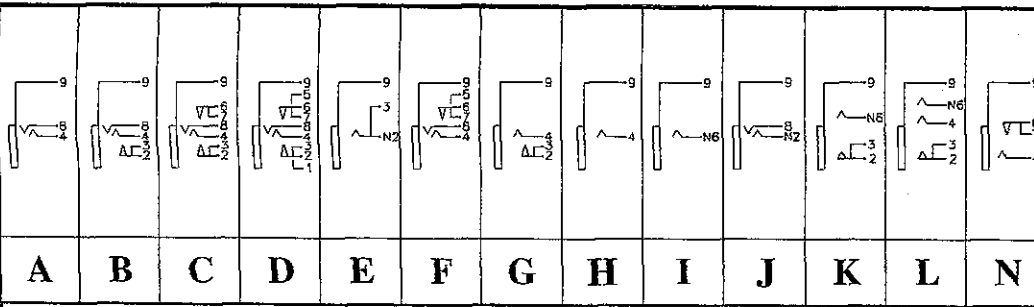 9 9 9 9 9 9 9 9 9 9 9 9
5 5
6 6 3 6 N6
7 7 4
8 8 8 8 8 8 N6
4 4 4 4 N2 4 4 4 N6 N2
3 3 3 3 3 3
2 2 2 2 2 2
1
A B C D E F G H I J K L N